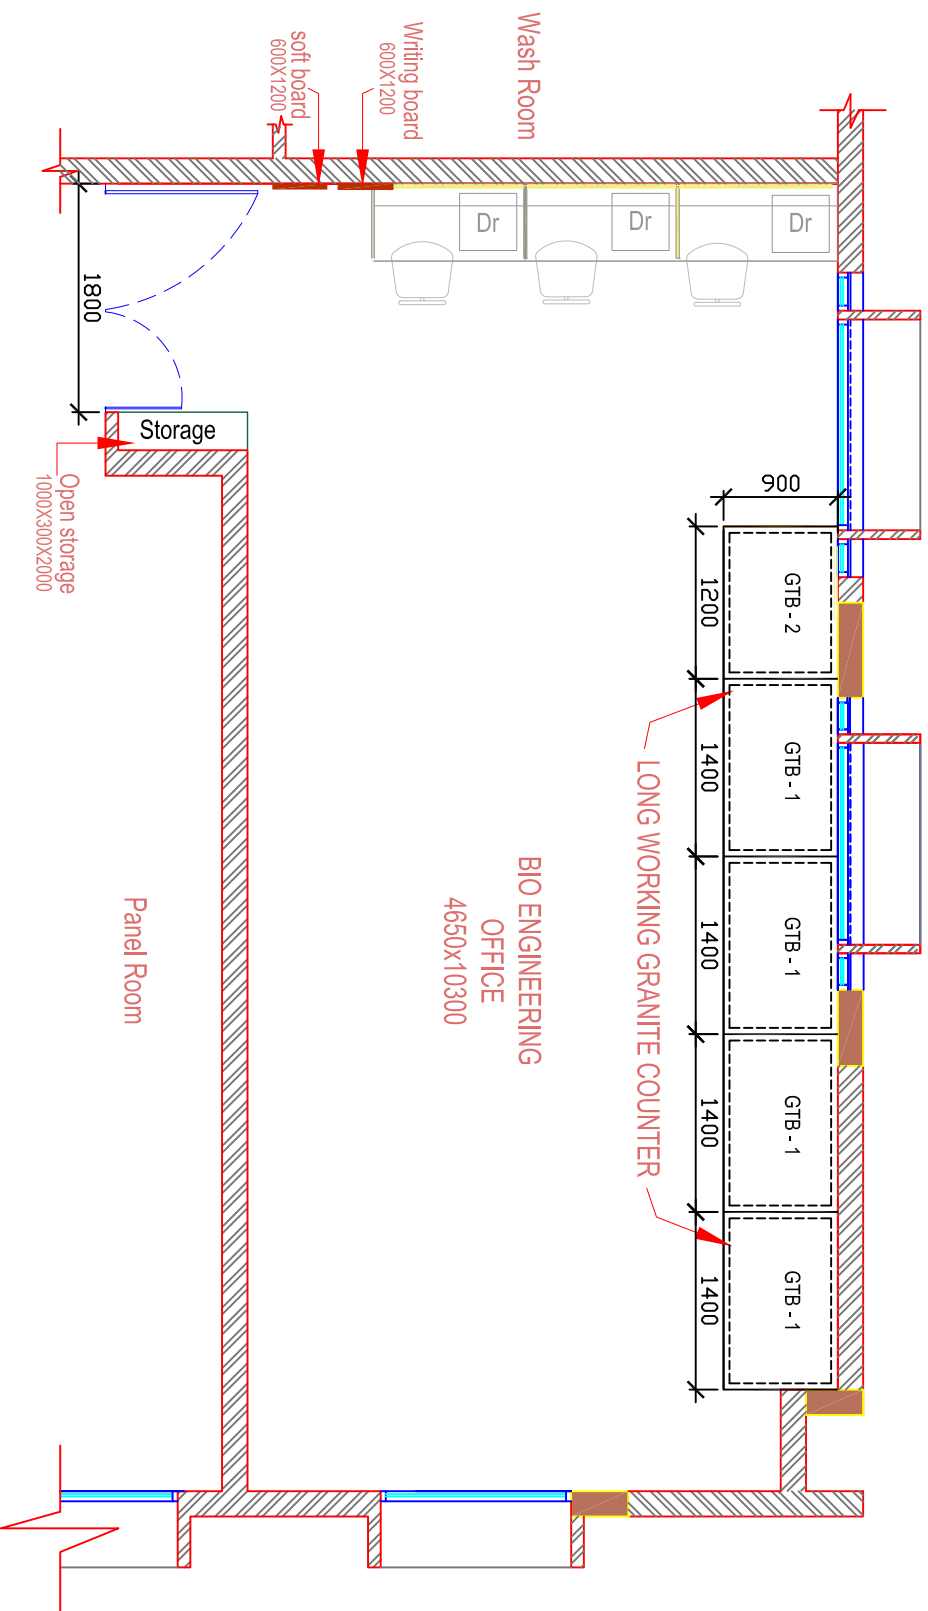 Wash Room
Writing board
600X1200
soft board
600X1200
Dr
Dr
Dr
1800
Storage
Open storage
1000X300X2000
900
1200
1400
1400
1400
1400
GTB - 2
GTB - 1
GTB - 1
GTB - 1
GTB - 1
LONG WORKING GRANITE COUNTER
BIO ENGINEERING
OFFICE
4650x10300
Panel Room